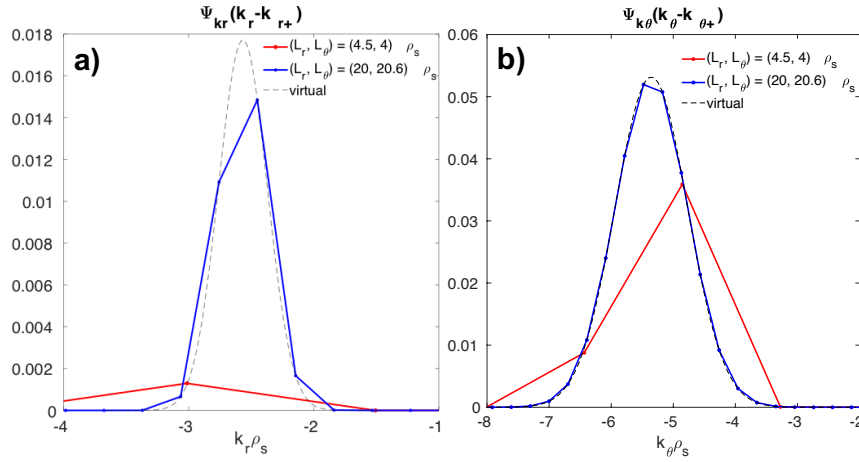 Ψkr(kr-kr+)
a)
(Lr, Lθ) = (4.5, 4) ρs
(Lr, Lθ) = (20, 20.6) ρs
virtual
0.018
0.016
0.014
0.012
0.01
0.008
0.006
0.004
0.002
0
-4
-3
-2
-1
krρs
Ψkθ(kθ-kθ+)
b)
(Lr, Lθ) = (4.5, 4) ρs
(Lr, Lθ) = (20, 20.6) ρs
virtual
0.06
0.05
0.04
0.03
0.02
0.01
0
-8
-7
-6
-5
-4
-3
-2
kθρs